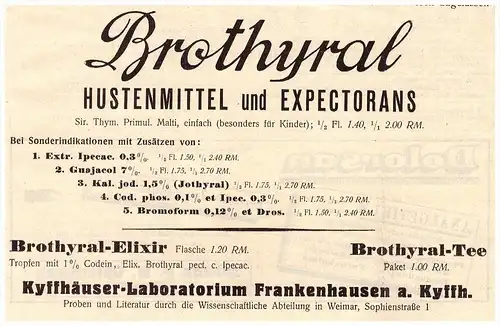 Brothyral
HUSTENMITTEL und EXPECTORANS
Sir. Thym. Primul. Malti, einfach (besonders für Kinder); 1/2 Fl. 1.40, 1/1 2.00 RM.
Bei Sonderindikationen mit Zusätzen von:
1. Extr. Ipecac. 0,3%. 1/2 Fl. 1.50, 1/1 2.40 RM.
2. Guajacol 7%. 1/2 Fl. 1.75, 1/1 2.70 RM.
3. Kal. jod. 1,5% (Jothyral) 1/2 Fl. 1.75, 1/1 2.70 RM.
4. Cod. phos. 0,1% et Ipec. 0,3%. 1/2 Fl. 1.75, 1/1 2.70 RM.
5. Bromoform 0,12% et Dros. 1/2 Fl. 1.50, 1/1 2.40 RM.
Brothyral-Elixir Flasche 1.20 RM. Brothyral-Tee
Tropfen mit 1% Codein, Elix. Brothyral pect. c. Ipecac. Paket 1.00 RM.
Kyffhäuser-Laboratorium Frankenhausen a. Kyffh.
Proben und Literatur durch die Wissenschaftliche Abteilung in Weimar, Sophienstraße 1